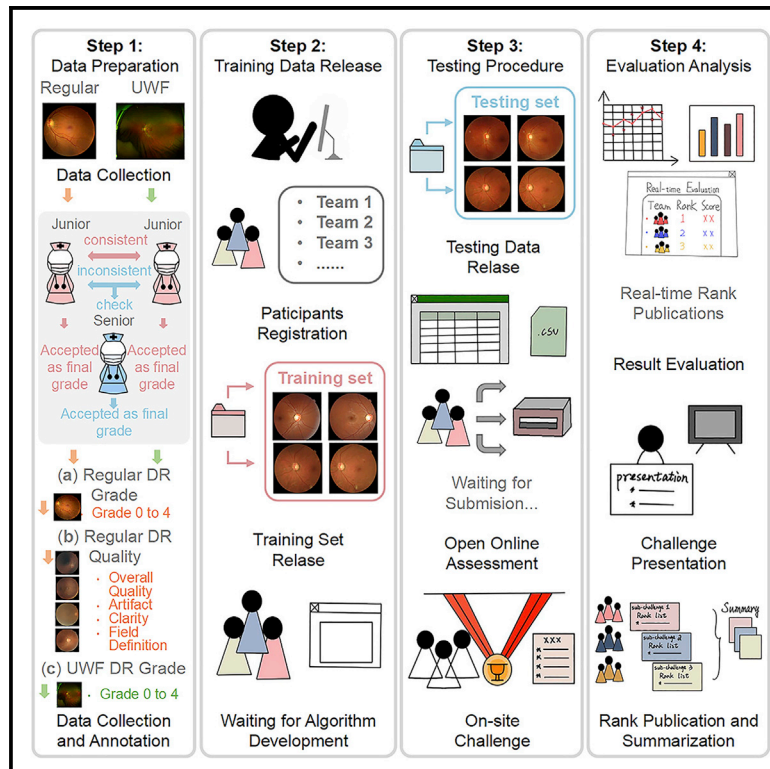 Step 1:
Data Preparation
Regular UWF
Data Collection
Junior Junior
consistent
inconsistent
check
Senior
Accepted as final grade
Accepted as final grade
Accepted as final
grade
(a) Regular DR
Grade
Grade 0 to 4
(b) Regular DR
Quality
· Overall
Quality
· Artifact
· Clarity
· Field
Definition
(c) UWF DR Grade
· Grade 0 to 4
Data Collection
and Annotation
Step 2:
Training Data Release
· Team 1
· Team 2
· Team 3
· ......
Paticipants
Registration
Training set
Training Set
Relase
Waiting for Algorithm
Development
Step 3:
Testing Procedure
Testing set
Testing Data
Relase
.CSV
Waiting for
Submision...
Open Online
Assessment
XXX
On-site
Challenge
Step 4:
Evaluation Analysis
Real-time Evaluation
Team Rank Score
1 XX
2 XX
3 XX
Real-time Rank
Publications
Result Evaluation
presentation
Challenge
Presentation
sub-challenge 1
Rank list
sub-challenge 2
Rank list
sub-challenge 3
Rank list
Summary
Rank Publication and
Summarization